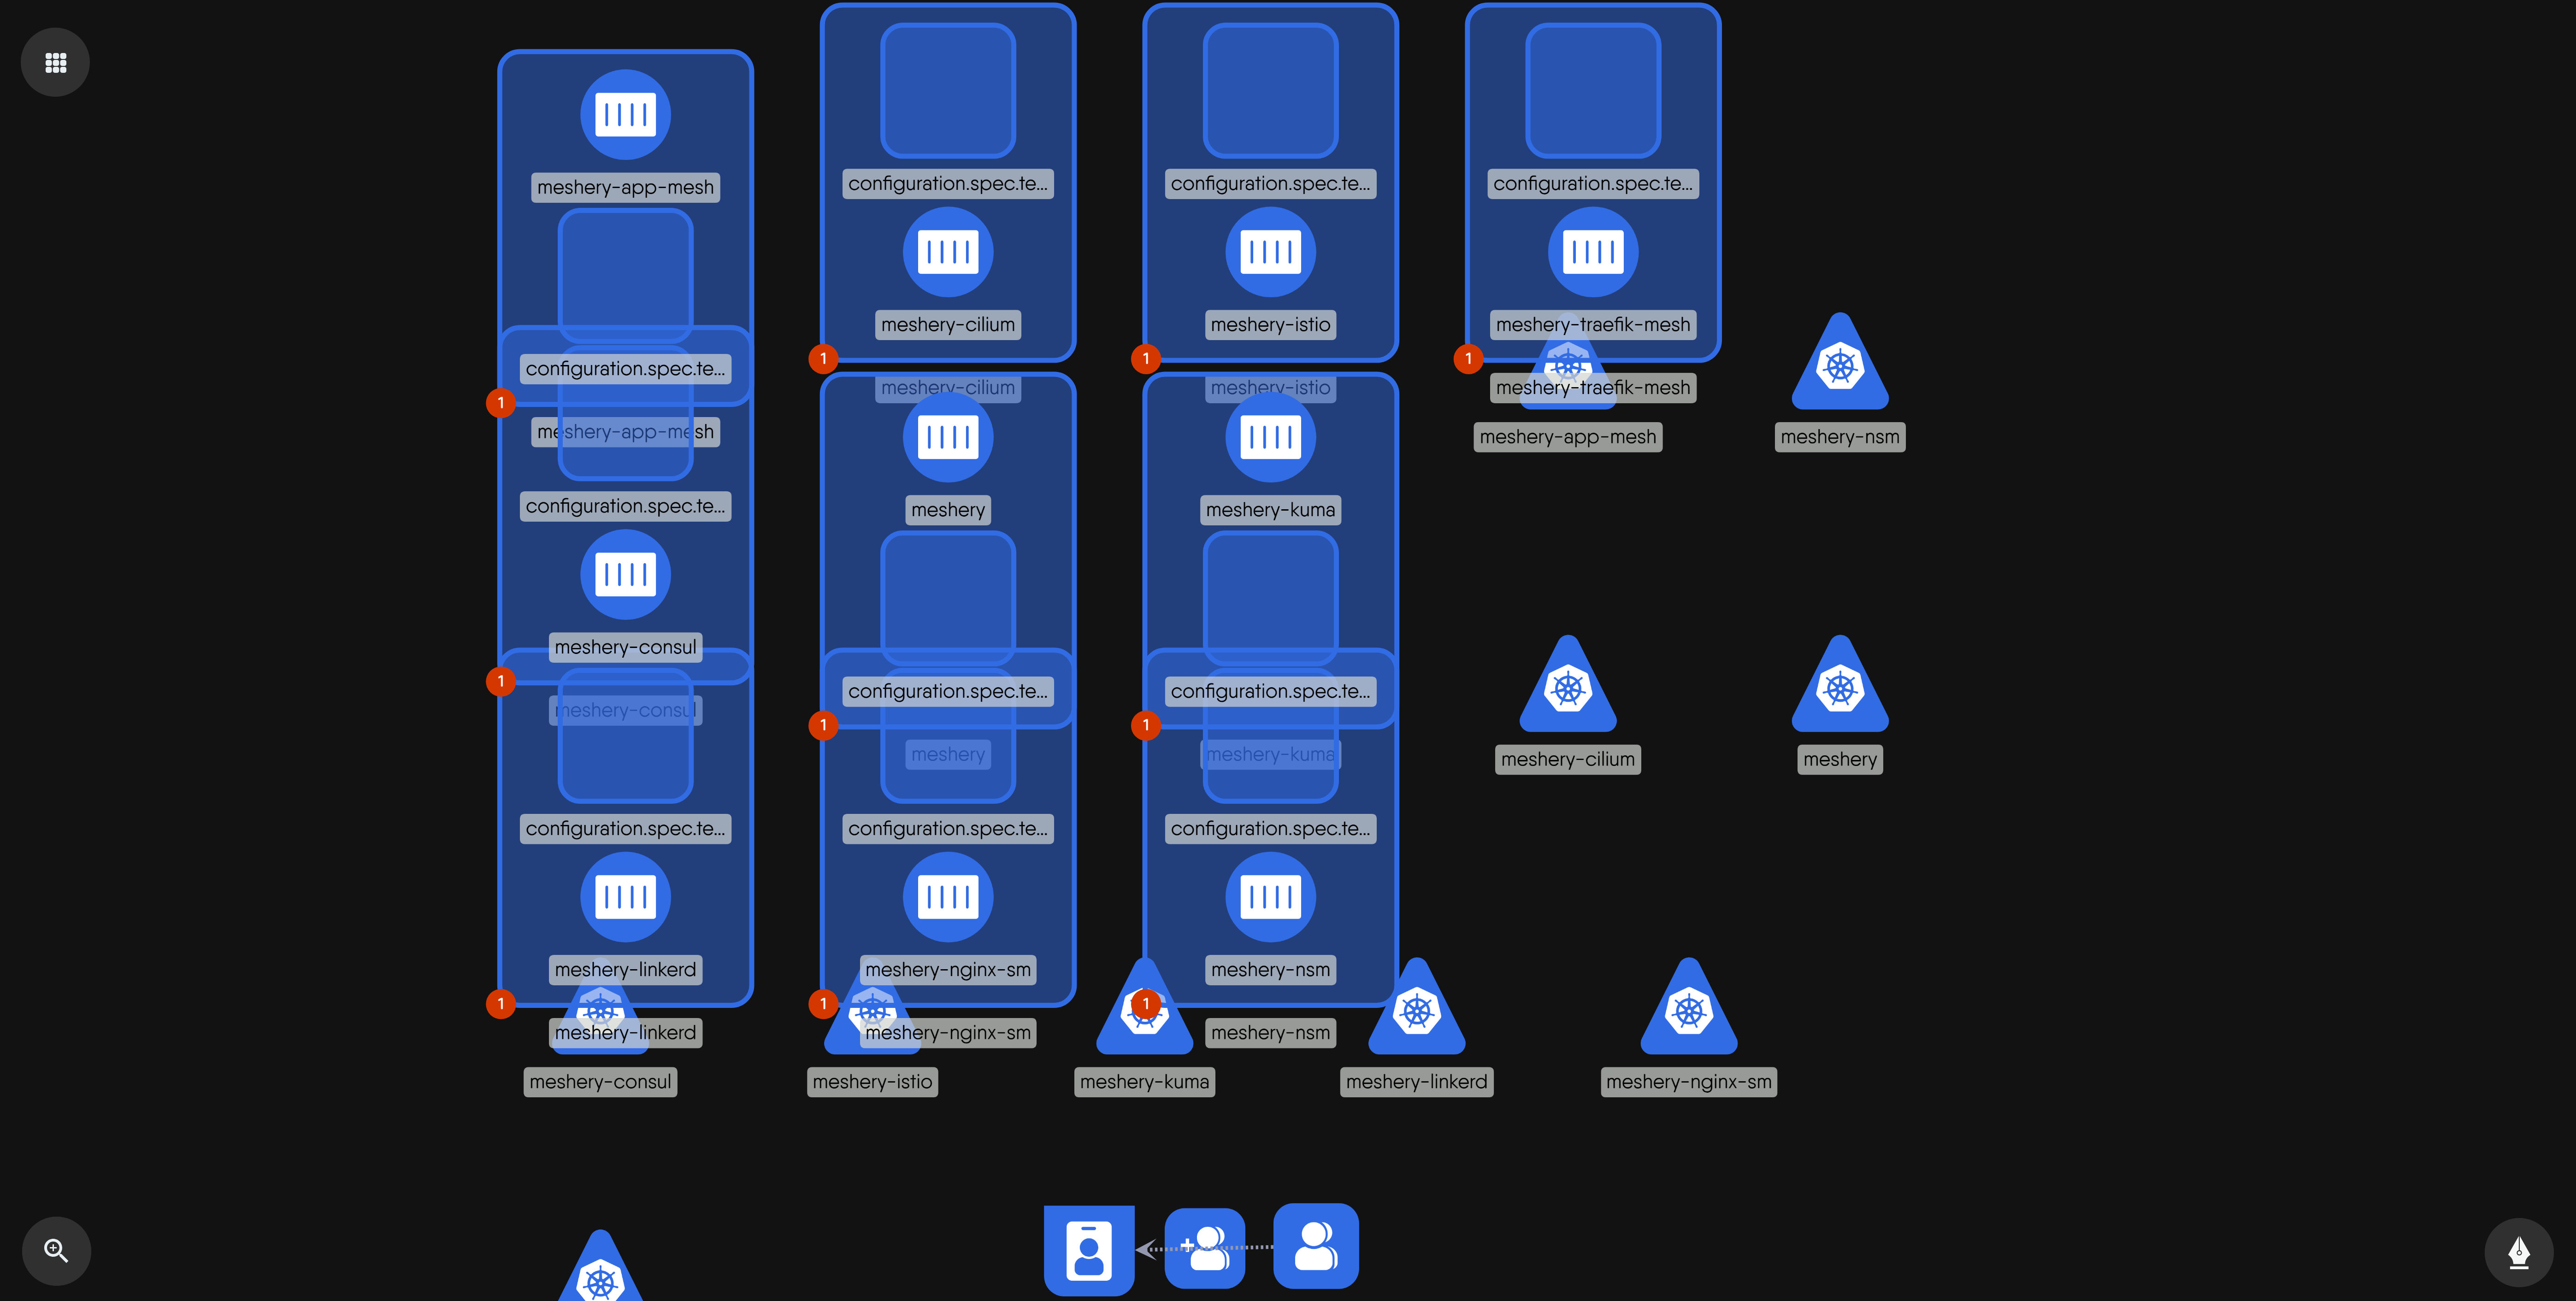 meshery-app-mesh
configuration.spec.te...
1
meshery-app-mesh
configuration.spec.te...
meshery-consul
1
meshery-consul
configuration.spec.te...
meshery-linkerd
1
meshery-linkerd
meshery-consul
configuration.spec.te...
meshery-cilium
1
meshery-cilium
meshery
configuration.spec.te...
1
meshery
configuration.spec.te...
meshery-nginx-sm
1
meshery-nginx-sm
meshery-istio
configuration.spec.te...
meshery-istio
1
meshery-istio
meshery-kuma
configuration.spec.te...
1
meshery-kuma
configuration.spec.te...
meshery-nsm
1
meshery-nsm
meshery-kuma
configuration.spec.te...
meshery-traefik-mesh
1
meshery-traefik-mesh
meshery-app-mesh
meshery-nsm
meshery-cilium
meshery
meshery-linkerd
meshery-nginx-sm